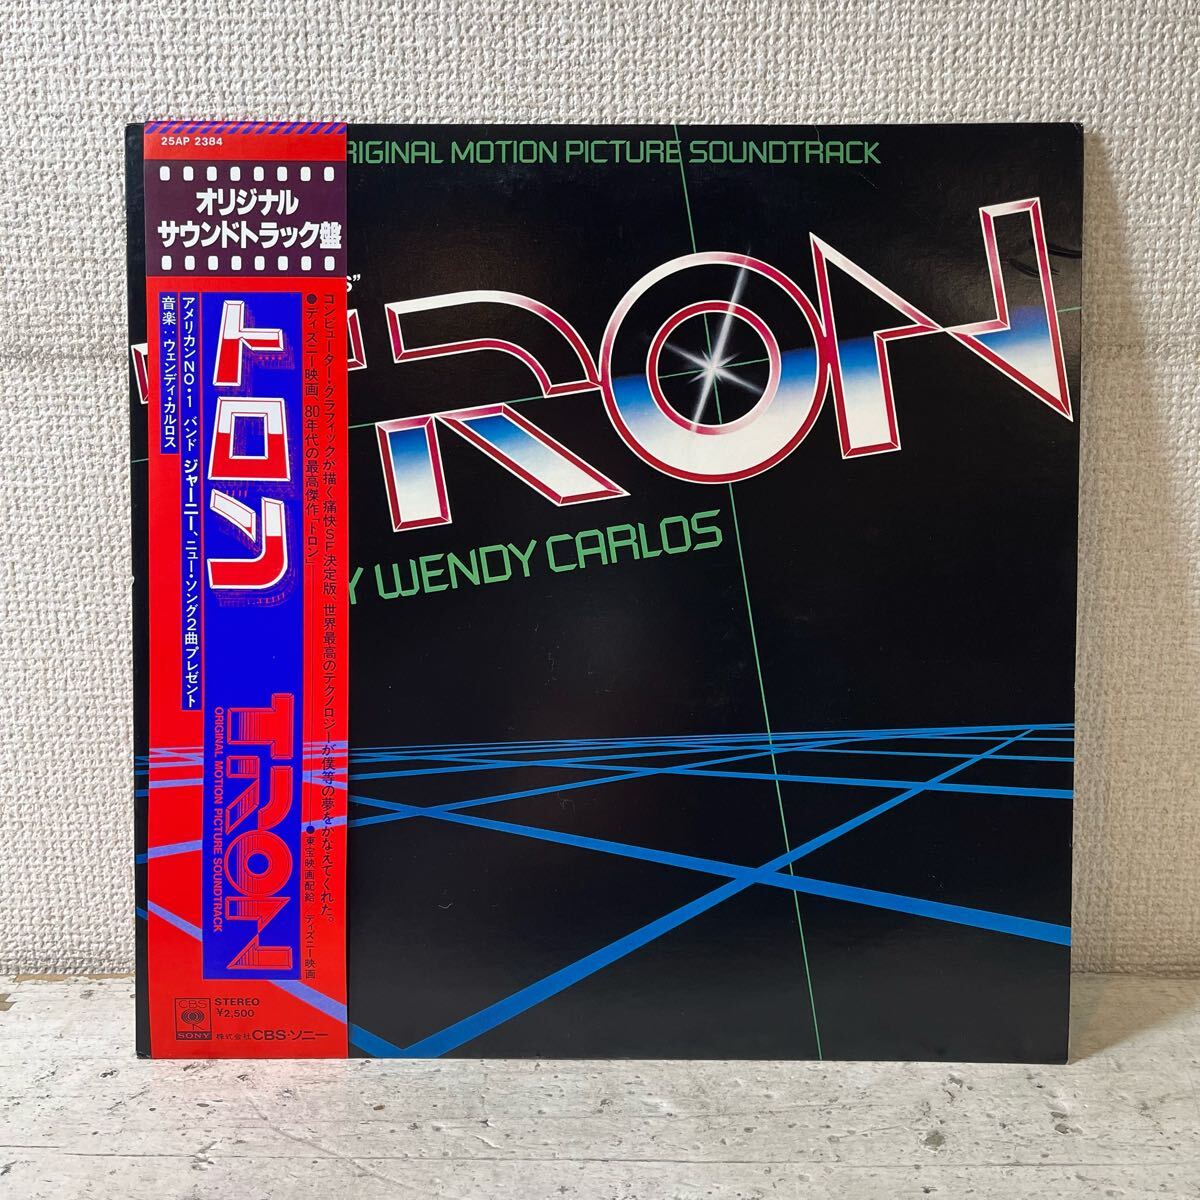 25AP 2384
オリジナル
サウンドトラック盤
コンピューター・グラフィックが描く痛快SF決定版、世界最高のテクノロジーが僕等の夢をかなえてくれた。
●ディズニー映画、80年代の最高傑作「トロン」
●東宝映画配給 ディズニー映画
トロン
TRON
ORIGINAL MOTION PICTURE SOUNDTRACK
アメリカンNO・1 バンド ジャーニー、ニュー・ソング2曲プレゼント
音楽：ウェンディ・カルロス
CBS
SONY
STEREO
¥2,500
株式会社CBS・ソニー
RIGINAL MOTION PICTURE SOUNDTRACK
S”
TRON
Y WENDY CARLOS